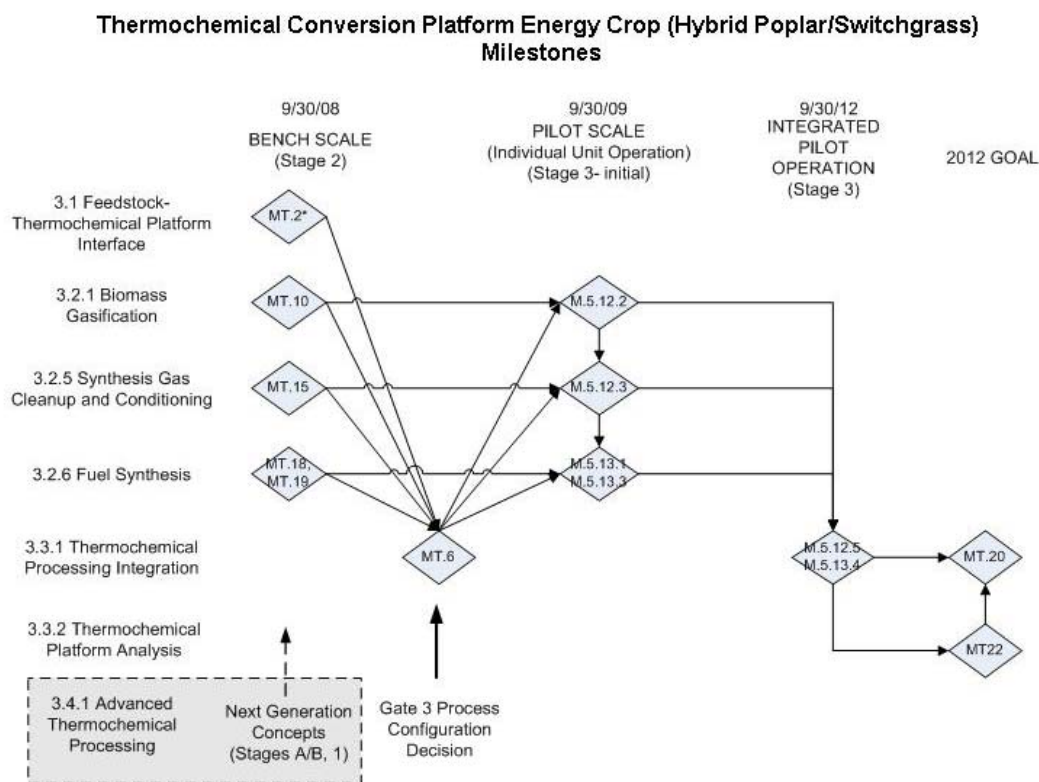 Thermochemical Conversion Platform Energy Crop (Hybrid Poplar/Switchgrass)
Milestones
9/30/08
BENCH SCALE
(Stage 2)
9/30/09
PILOT SCALE
(Individual Unit Operation)
(Stage 3- initial)
9/30/12
INTEGRATED
PILOT
OPERATION
(Stage 3)
2012 GOAL
3.1 Feedstock-
Thermochemical Platform
Interface
MT.2*
3.2.1 Biomass
Gasification
MT.10
M.5.12.2
3.2.5 Synthesis Gas
Cleanup and Conditioning
MT.15
M.5.12.3
3.2.6 Fuel Synthesis
MT.18,
MT.19
M.5.13.1
M.5.13.3
3.3.1 Thermochemical
Processing Integration
MT.6
M.5.12.5
M.5.13.4
MT.20
3.3.2 Thermochemical
Platform Analysis
MT22
3.4.1 Advanced
Thermochemical
Processing
Next Generation
Concepts
(Stages A/B, 1)
Gate 3 Process
Configuration
Decision